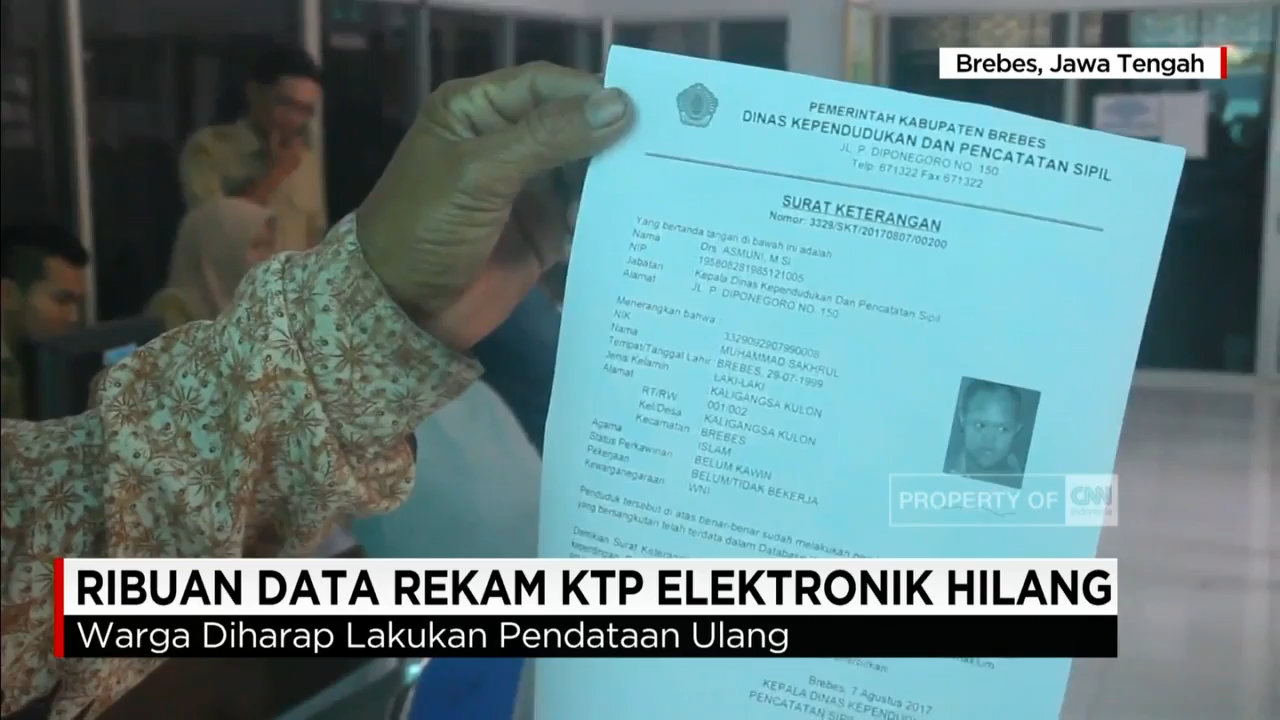 Brebes, Jawa Tengah
PEMERINTAH KABUPATEN BREBES
DINAS KEPENDUDUKAN DAN PENCATATAN SIPIL
JL. P. DIPONEGORO NO. 150
Telp. 671322 Fax 671322
SURAT KETERANGAN
Nomor: 3329/SKT/20170807/00200
Yang bertanda tangan di bawah ini adalah
Nama Drs. ASMUNI, M.Si
NIP 195808281985121005
Jabatan Kepala Dinas Kependudukan Dan Pencatatan Sipil
Alamat JL. P. DIPONEGORO NO. 150
Menerangkan bahwa :
NIK 3329092907990008
Nama MUHAMMAD SAKHRUL
Tempat/Tanggal Lahir : BREBES, 29-07-1999
Jenis Kelamin LAKI-LAKI
Alamat KALIGANGSA KULON
RT/RW 001/002
Kel/Desa KALIGANGSA KULON
Kecamatan BREBES
Agama ISLAM
Status Perkawinan BELUM KAWIN
Pekerjaan BELUM/TIDAK BEKERJA
Kewarganegaraan WNI
Penduduk tersebut di atas benar-benar sudah melakukan
yang bersangkutan telah terdata dalam Database
Demikian Surat
PROPERTY OF CNN Indonesia
RIBUAN DATA REKAM KTP ELEKTRONIK HILANG
Warga Diharap Lakukan Pendataan Ulang
Brebes, 7 Agustus 2017
KEPALA DINAS
PENCATATAN